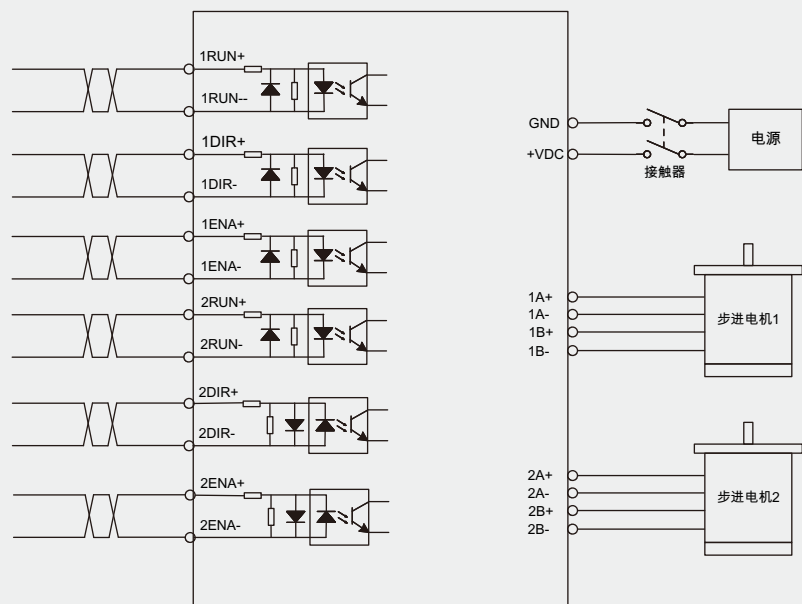 1RUN+
1RUN--
1DIR+
1DIR-
1ENA+
1ENA-
2RUN+
2RUN-
2DIR+
2DIR-
2ENA+
2ENA-
GND
+VDC
接触器
电源
1A+
1A-
1B+
1B-
步进电机1
2A+
2A-
2B+
2B-
步进电机2